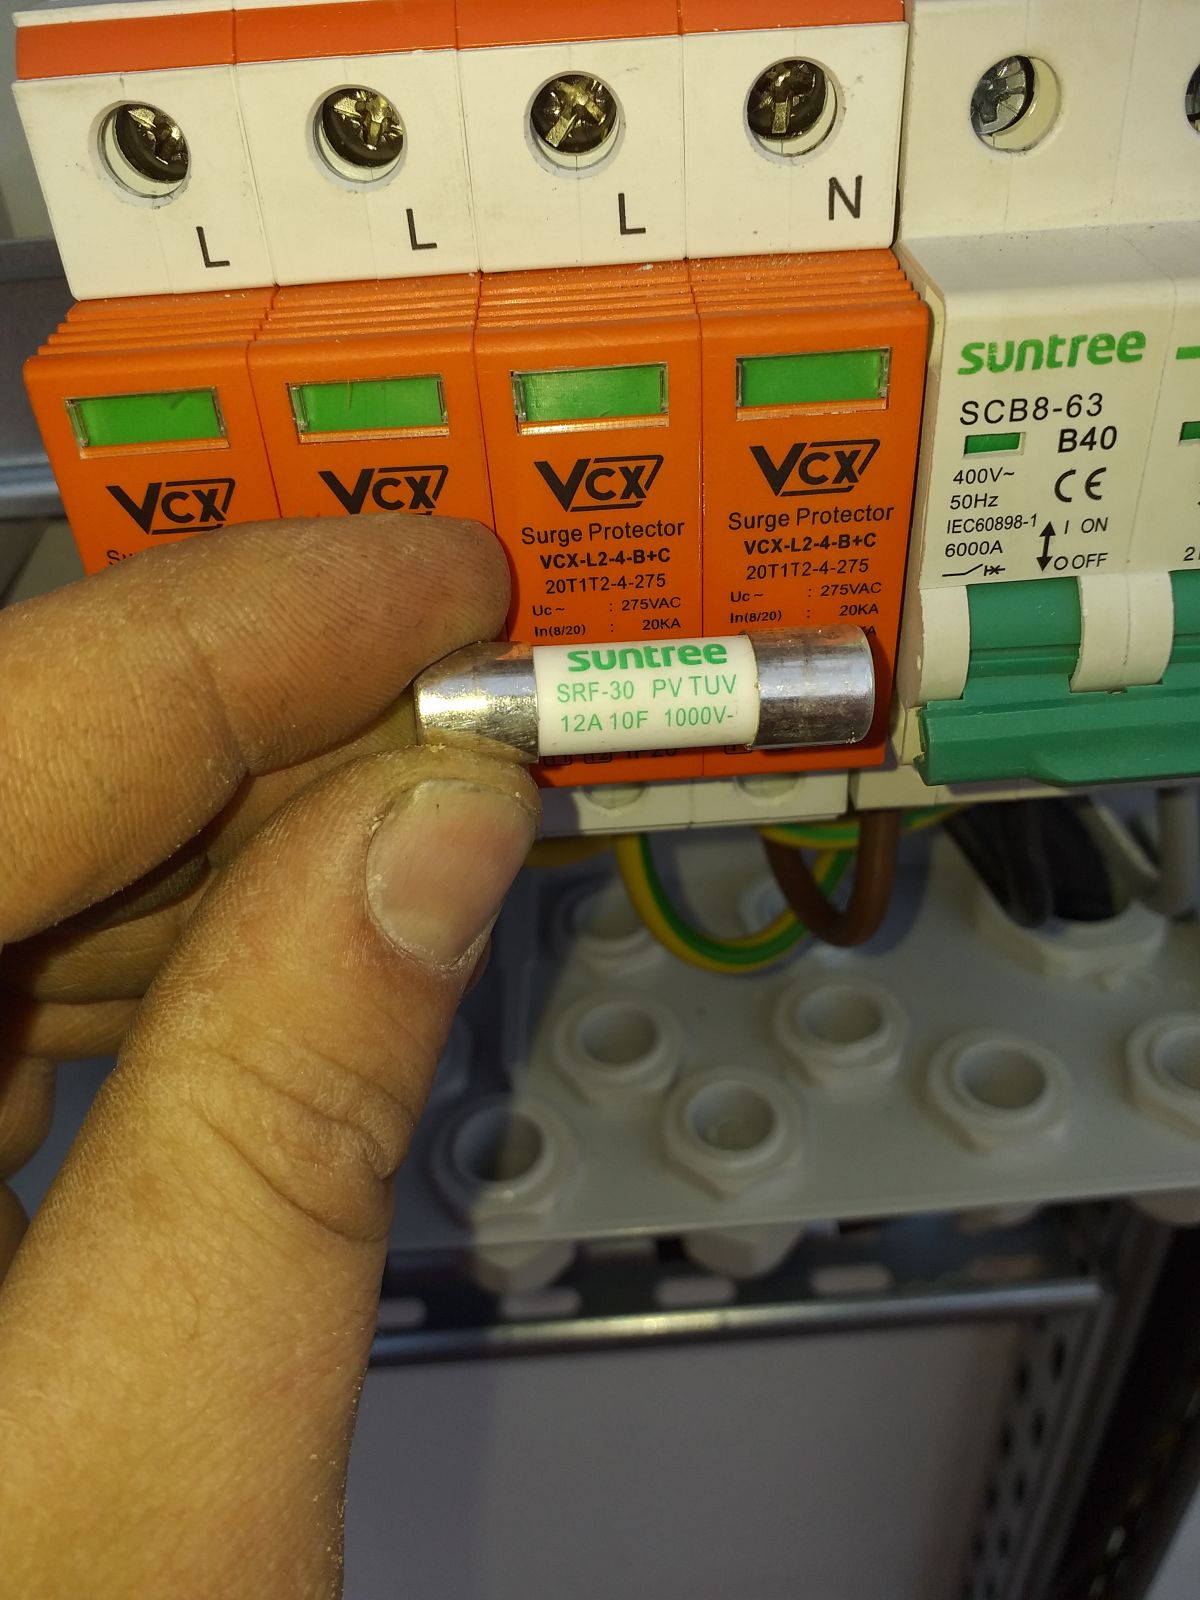 L
L
L
N
suntree
SCB8-63
B40
400V~
50Hz
IEC60898-1
6000A
CE
I ON
O OFF
VCX
VCX
VCX
Surge Protector
VCX-L2-4-B+C
20T1T2-4-275
Uc~ : 275VAC
In(8/20) : 20KA
VCX
Surge Protector
VCX-L2-4-B+C
20T1T2-4-275
Uc~ : 275VAC
In(8/20) : 20KA
suntree
SRF-30 PV TUV
12A 10F 1000V-